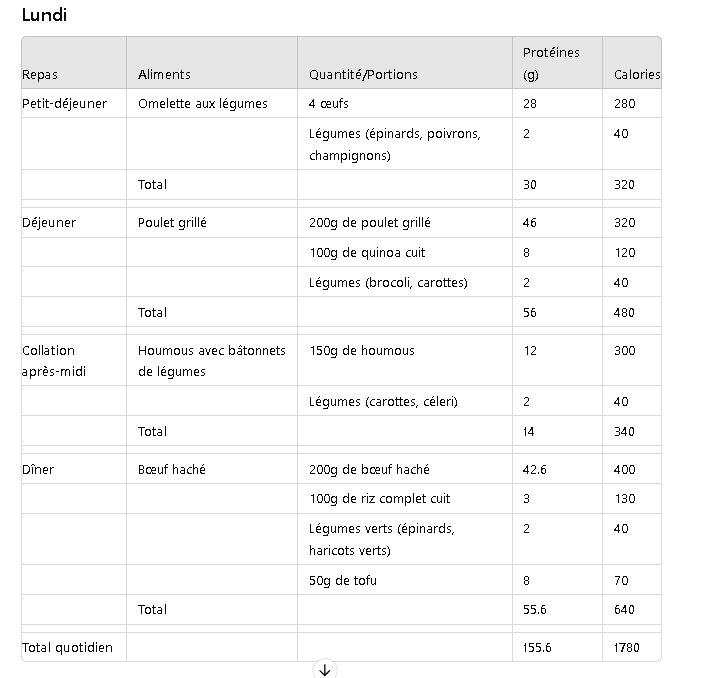 Lundi
Repas Aliments Quantité/Portions Protéines (g) Calories
Petit-déjeuner Omelette aux légumes 4 œufs 28 280
Légumes (épinards, poivrons, champignons) 2 40
Total 30 320
Déjeuner Poulet grillé 200g de poulet grillé 46 320
100g de quinoa cuit 8 120
Légumes (brocoli, carottes) 2 40
Total 56 480
Collation après-midi Houmous avec bâtonnets de légumes 150g de houmous 12 300
Légumes (carottes, céleri) 2 40
Total 14 340
Dîner Bœuf haché 200g de bœuf haché 42.6 400
100g de riz complet cuit 3 130
Légumes verts (épinards, haricots verts) 2 40
50g de tofu 8 70
Total 55.6 640
Total quotidien 155.6 1780